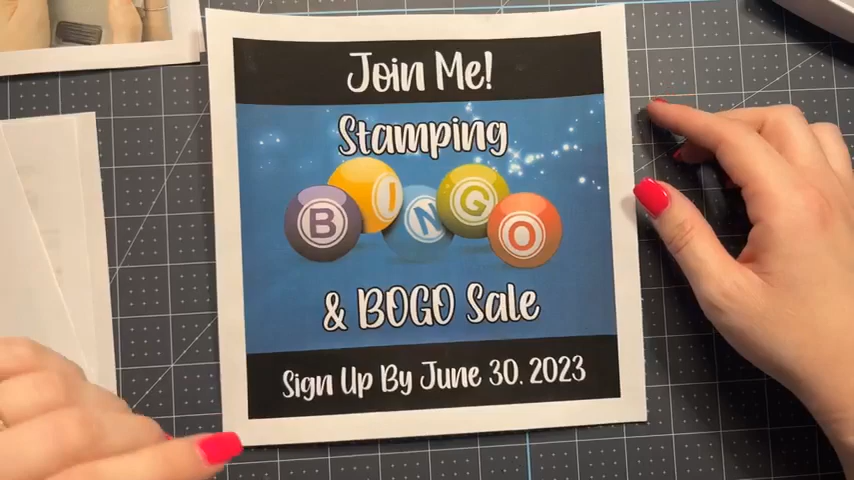 Join Me!
Stamping
BINGO
& BOGO Sale
Sign Up By June 30, 2023